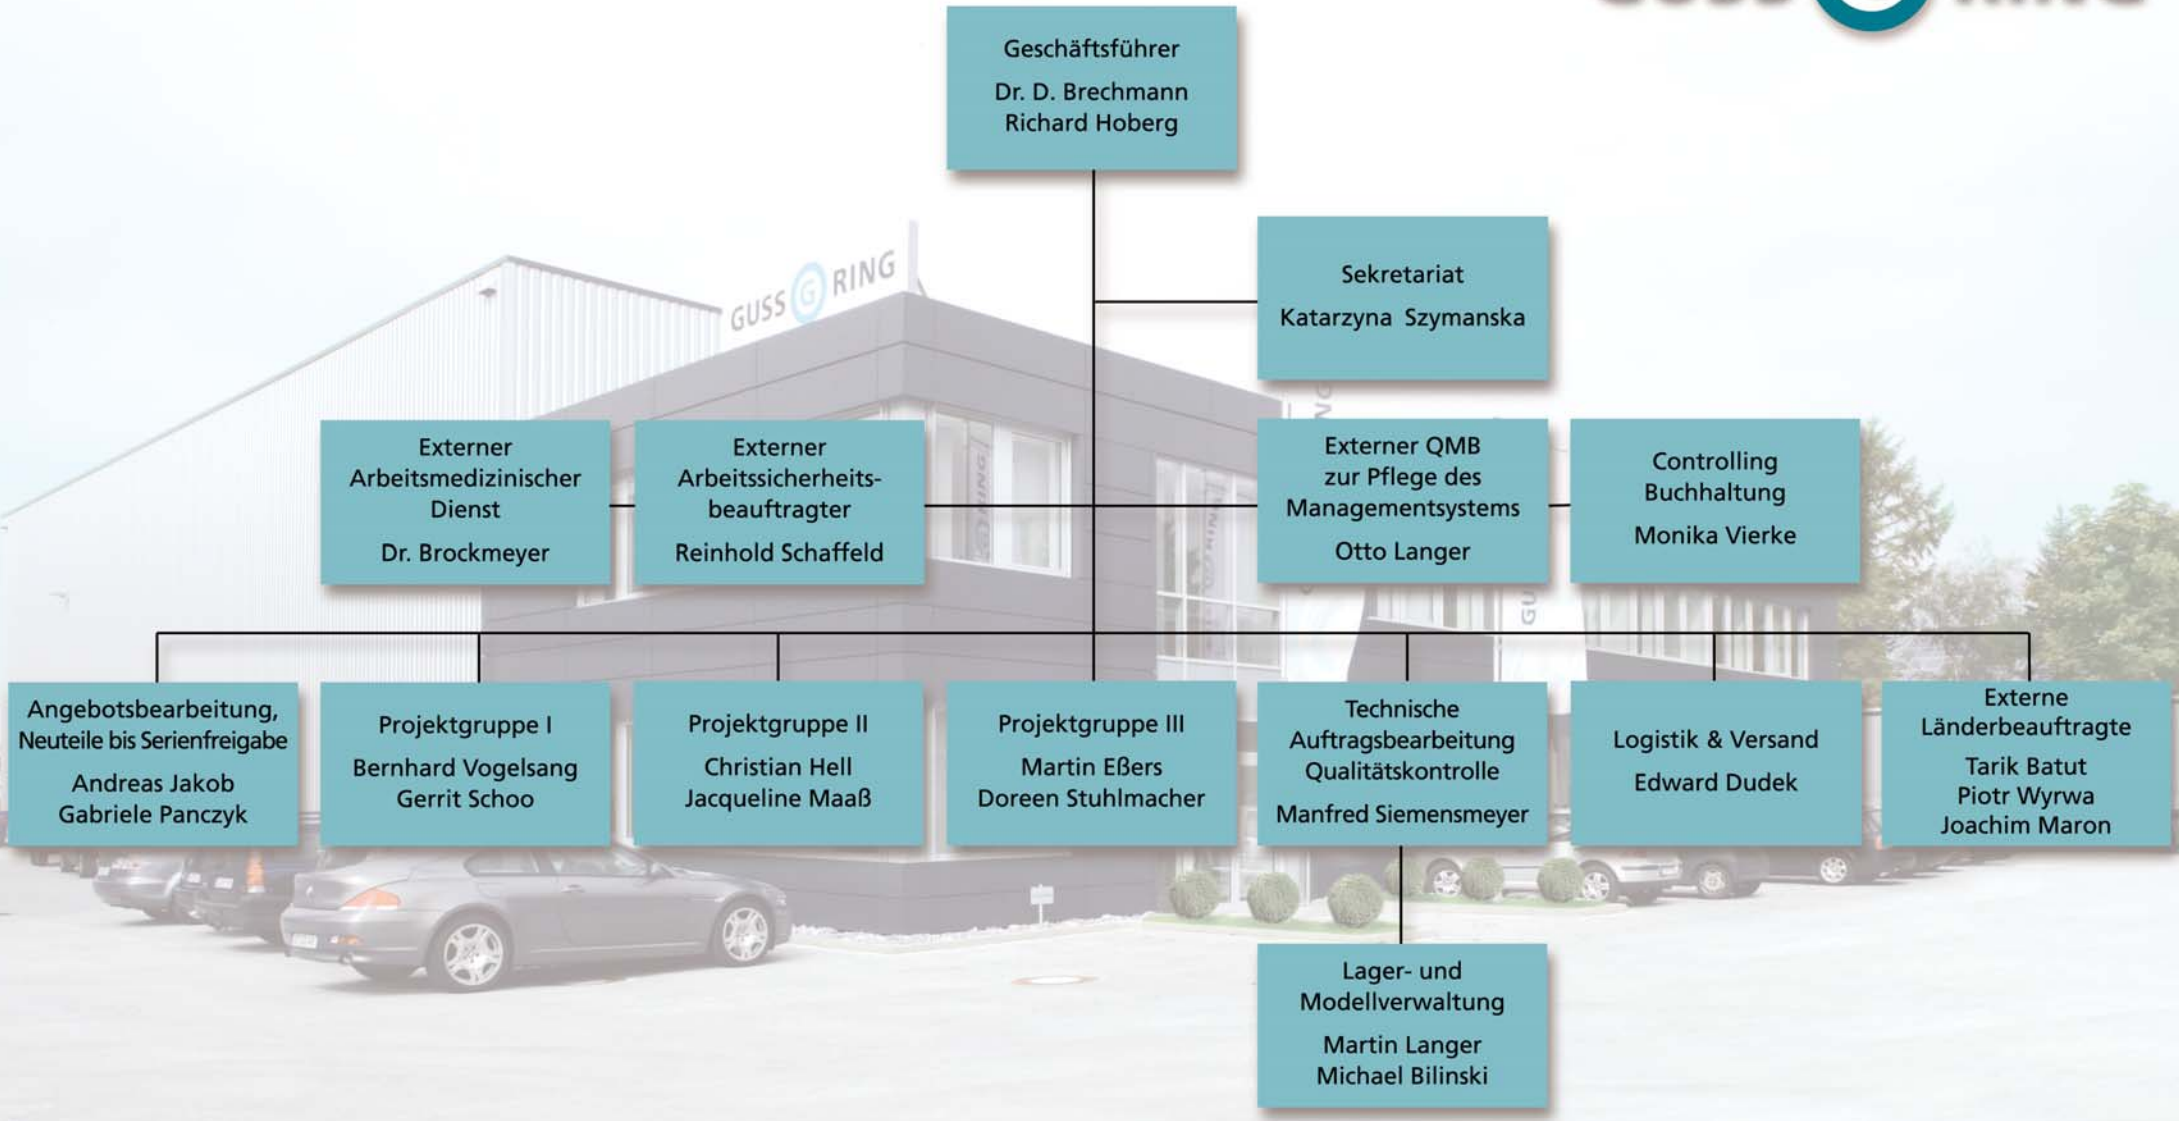 GUSS G RING
Geschäftsführer
Dr. D. Brechmann
Richard Hoberg
Sekretariat
Katarzyna Szymanska
GUSS G RING
Externer
Arbeitsmedizinischer
Dienst
Dr. Brockmeyer
Externer
Arbeitssicherheits-
beauftragter
Reinhold Schaffeld
Externer QMB
zur Pflege des
Managementsystems
Otto Langer
Controlling
Buchhaltung
Monika Vierke
Angebotsbearbeitung,
Neuteile bis Serienfreigabe
Andreas Jakob
Gabriele Panczyk
Projektgruppe I
Bernhard Vogelsang
Gerrit Schoo
Projektgruppe II
Christian Hell
Jacqueline Maaß
Projektgruppe III
Martin Eßers
Doreen Stuhlmacher
Technische
Auftragsbearbeitung
Qualitätskontrolle
Manfred Siemensmeyer
Logistik & Versand
Edward Dudek
Externe
Länderbeauftragte
Tarik Batut
Piotr Wyrwa
Joachim Maron
Lager- und
Modellverwaltung
Martin Langer
Michael Bilinski